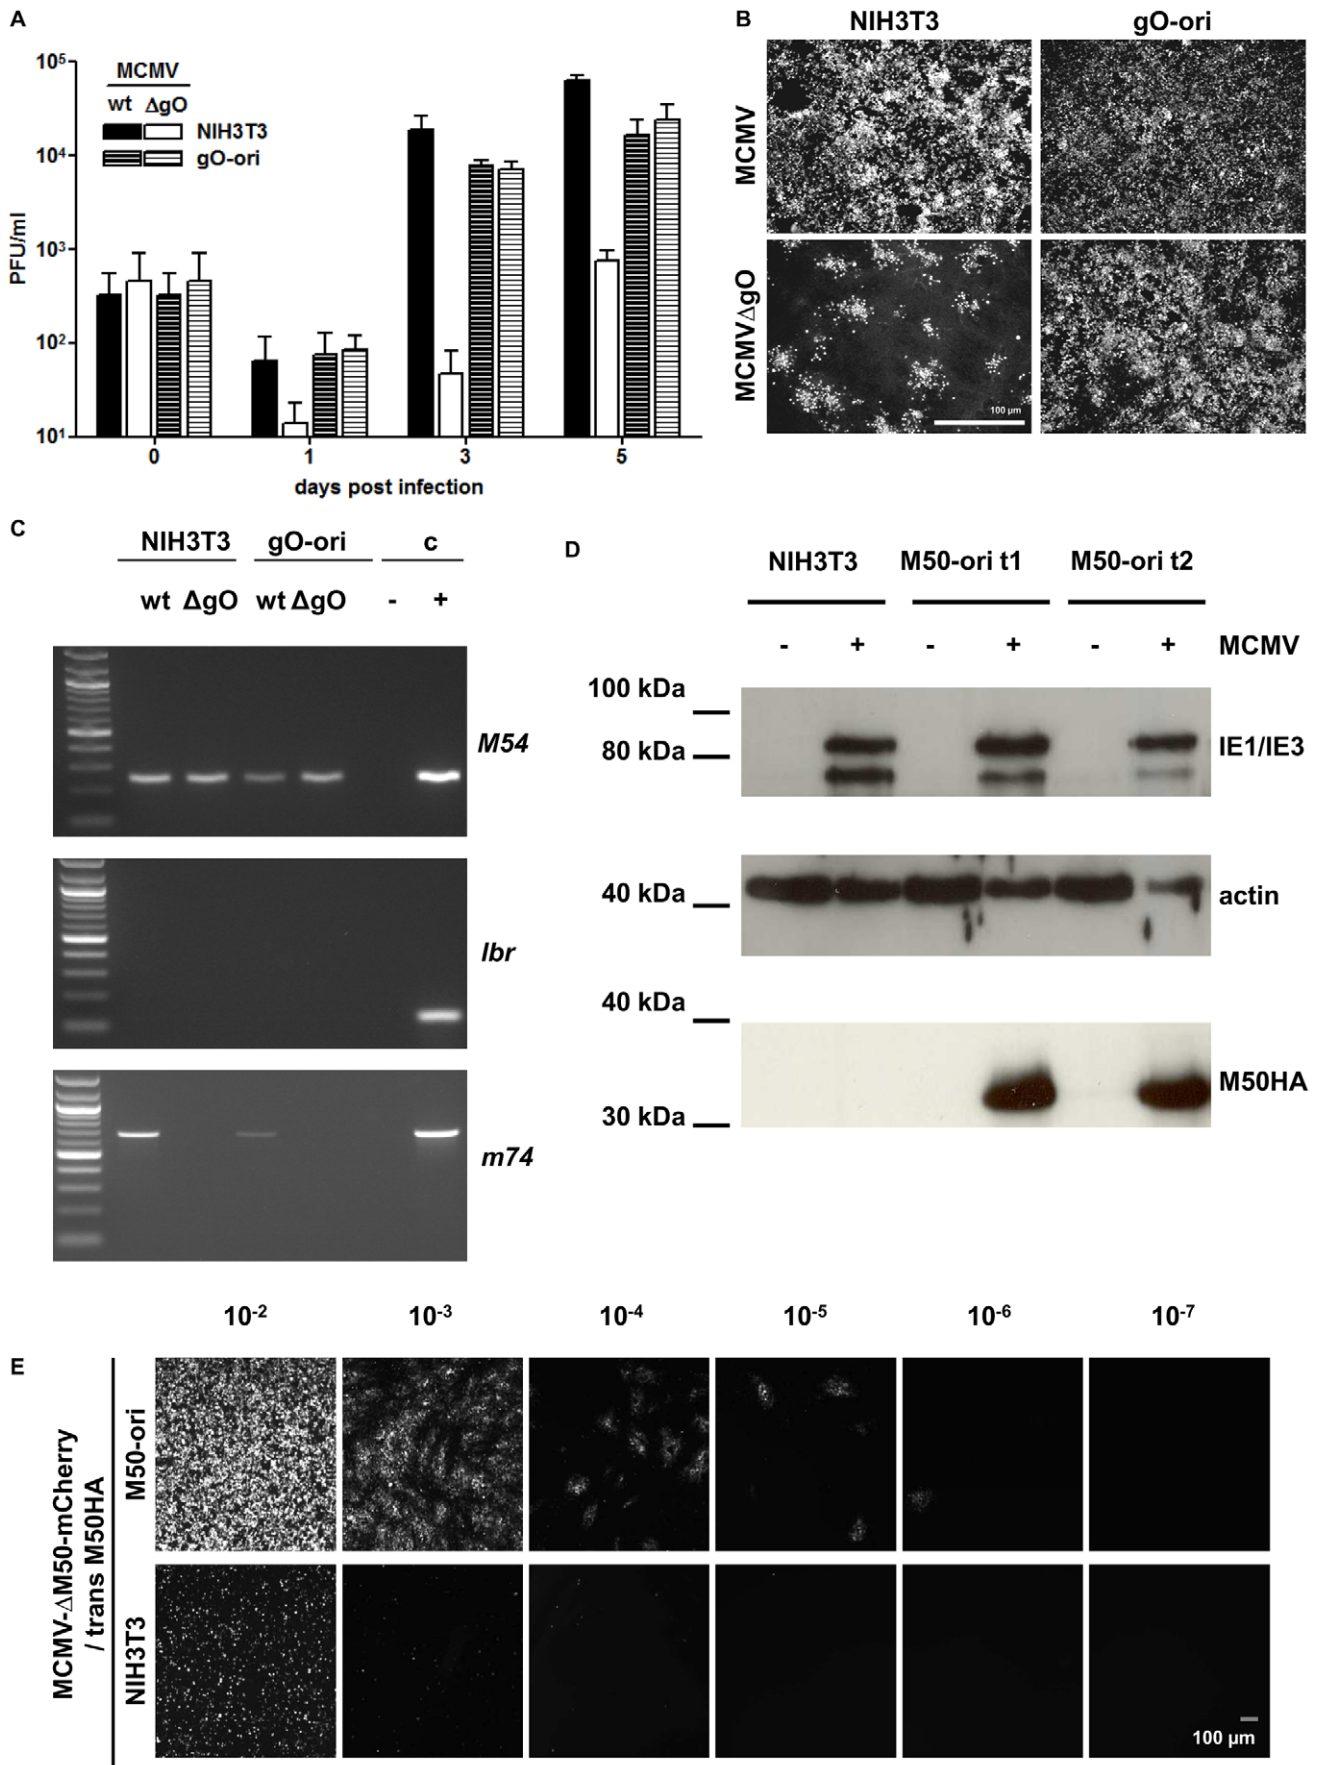 A
10⁵
10⁴
10³
10²
10¹
PFU/ml
MCMV
wt ΔgO
NIH3T3
gO-ori
0 1 3 5
days post infection
B
NIH3T3 gO-ori
MCMV
MCMVΔgO
100 µm
C
NIH3T3 gO-ori c
wt ΔgO wt ΔgO - +
M54
lbr
m74
D
NIH3T3 M50-ori t1 M50-ori t2
- + - + - + MCMV
100 kDa
80 kDa
IE1/IE3
40 kDa
actin
40 kDa
30 kDa
M50HA
E
10⁻² 10⁻³ 10⁻⁴ 10⁻⁵ 10⁻⁶ 10⁻⁷
MCMV-ΔM50-mCherry
/ trans M50HA
M50-ori
NIH3T3
100 µm